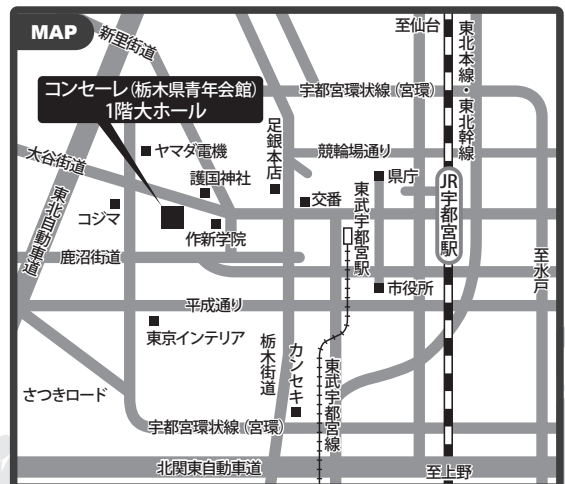 MAP
新里街道
至仙台
東北本線・東北幹線
コンセーレ(栃木県青年会館)
1階大ホール
宇都宮環状線(宮環)
足銀本店
大谷街道
ヤマダ電機
競輪場通り
護国神社
県庁
交番
東武宇都宮駅
JR宇都宮駅
東北自動車道
コジマ
作新学院
鹿沼街道
至水戸
市役所
平成通り
東京インテリア
栃木街道
カンセキ
東武宇都宮線
さつきロード
宇都宮環状線(宮環)
北関東自動車道
至上野